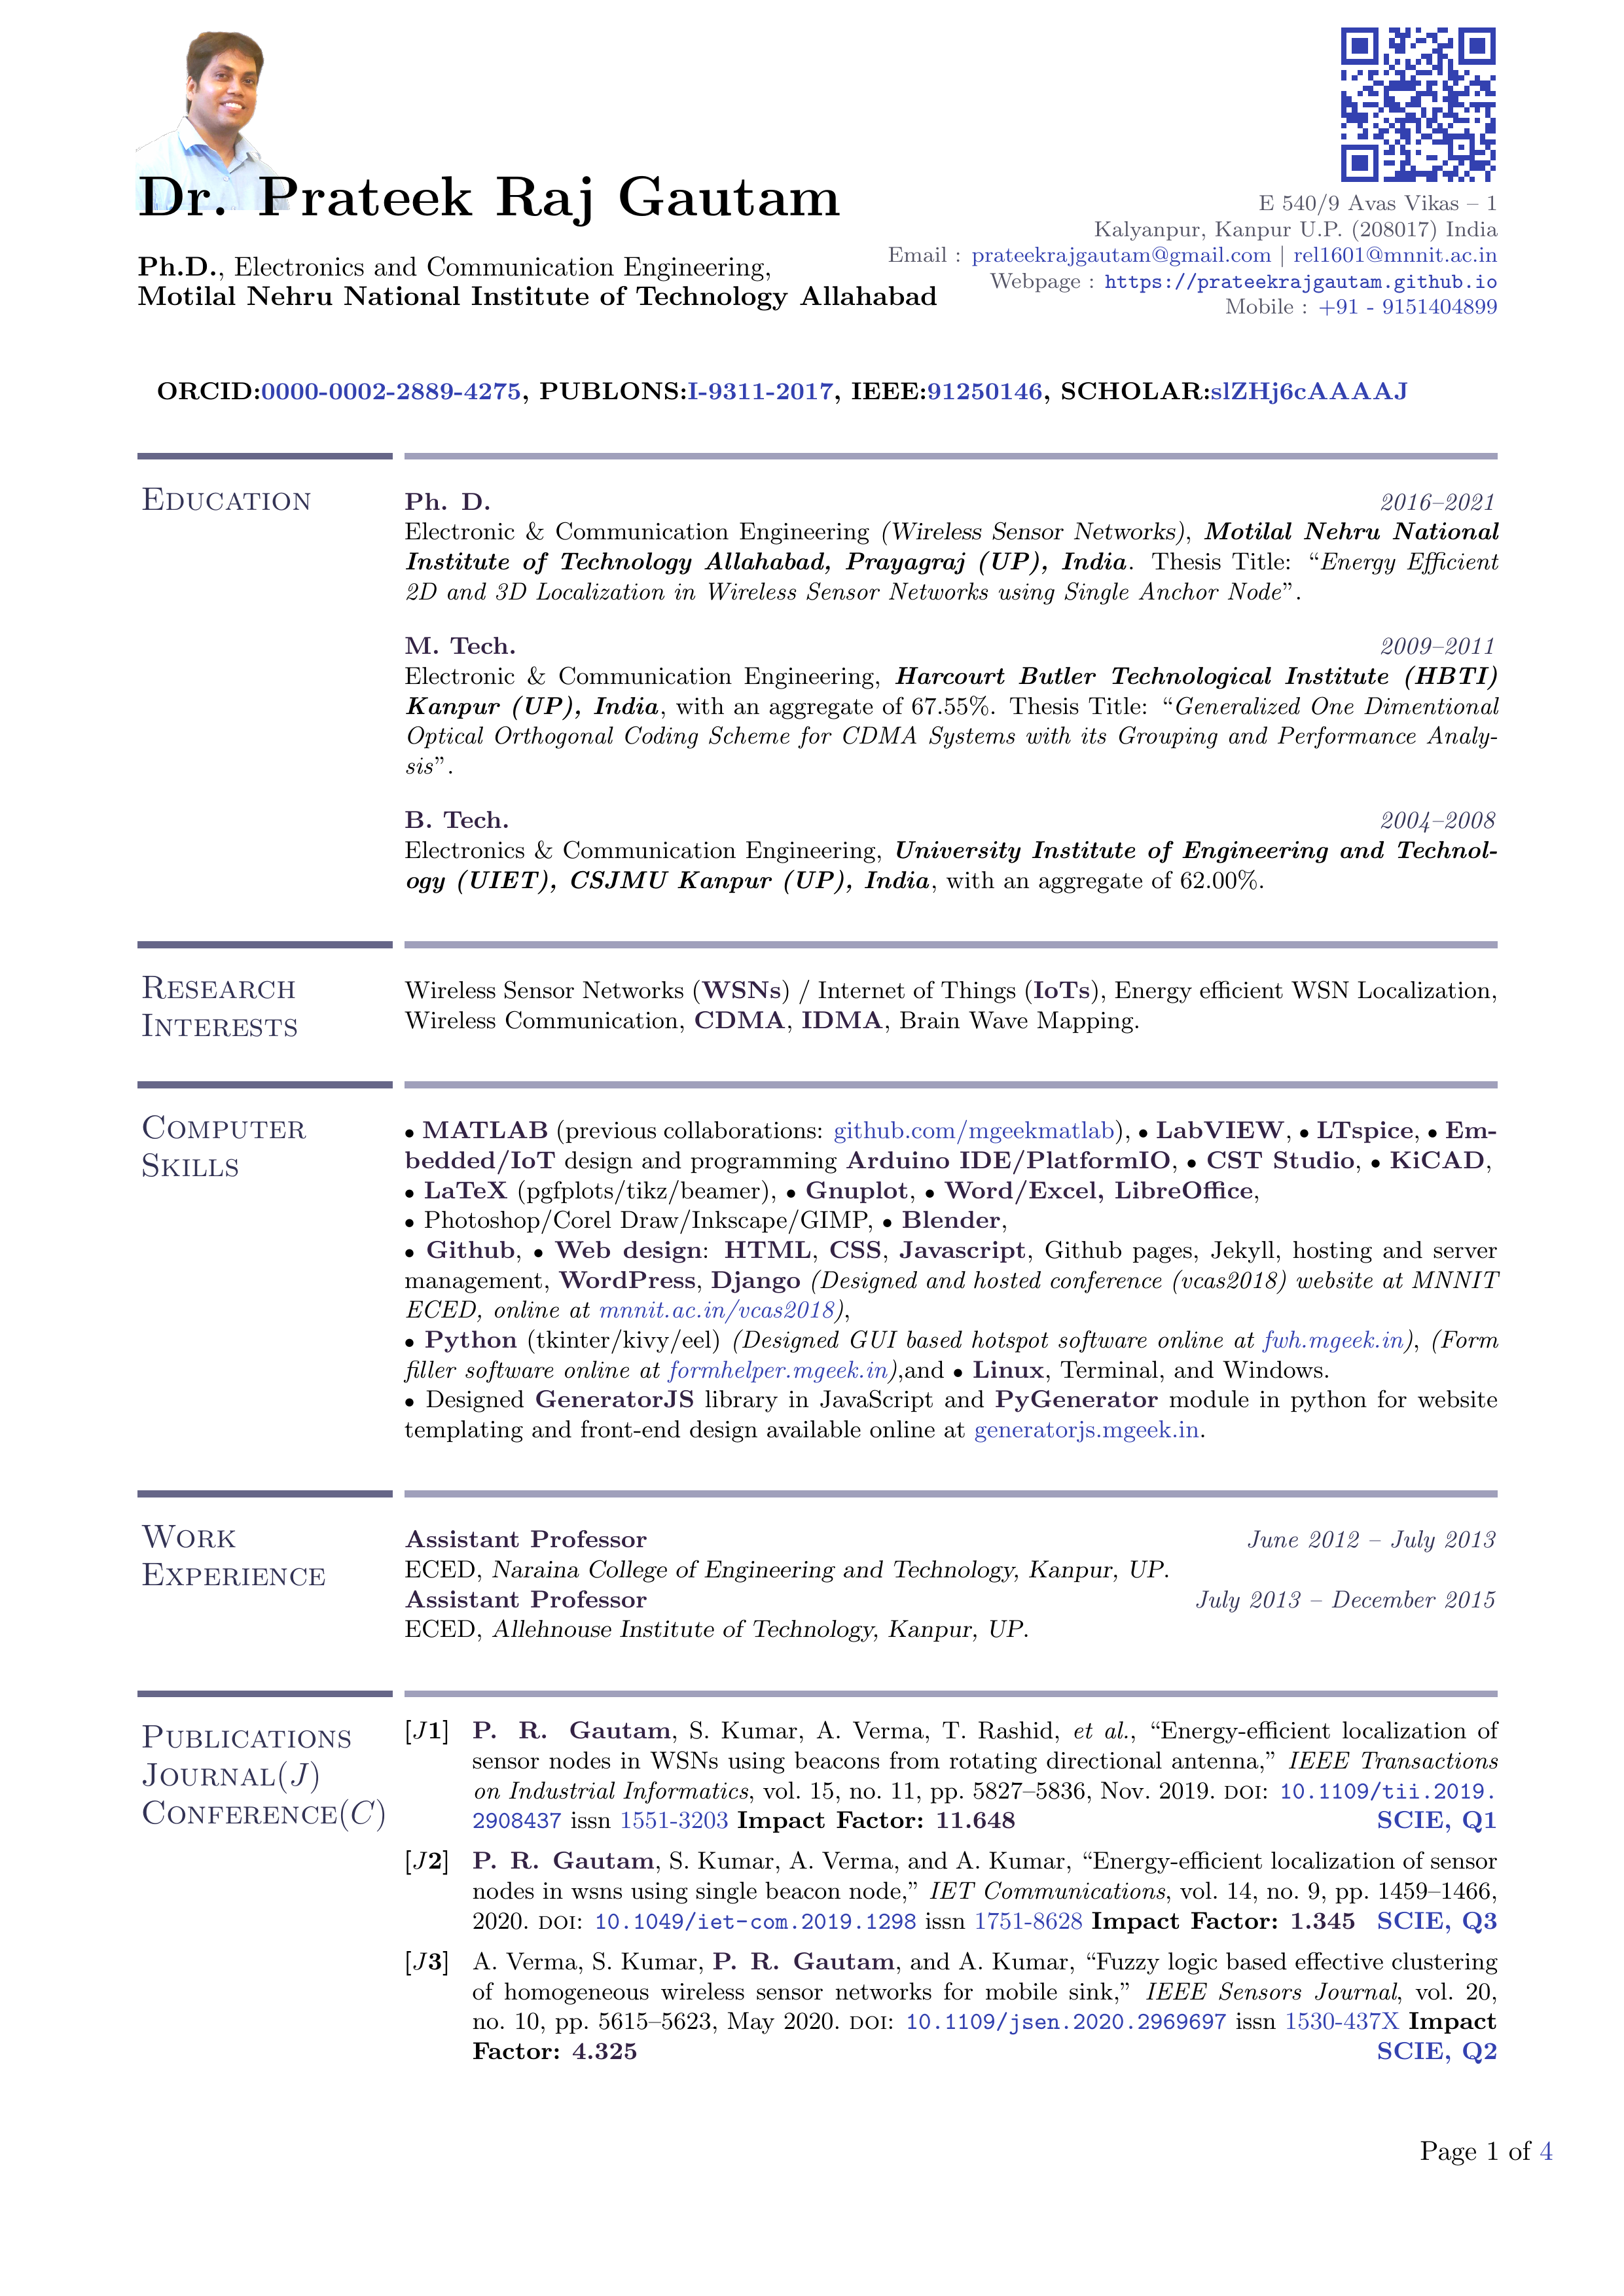 Dr. Prateek Raj Gautam
Ph.D., Electronics and Communication Engineering,
Motilal Nehru National Institute of Technology Allahabad
E 540/9 Avas Vikas – 1
Kalyanpur, Kanpur U.P. (208017) India
Email : prateekrajgautam@gmail.com | rel1601@mnnit.ac.in
Webpage : https://prateekrajgautam.github.io
Mobile : +91 - 9151404899
ORCID:0000-0002-2889-4275, PUBLONS:I-9311-2017, IEEE:91250146, SCHOLAR:slZHj6cAAAAJ
Education
Ph. D. 2016–2021
Electronic & Communication Engineering (Wireless Sensor Networks), Motilal Nehru National
Institute of Technology Allahabad, Prayagraj (UP), India. Thesis Title: “Energy Efficient
2D and 3D Localization in Wireless Sensor Networks using Single Anchor Node”.
M. Tech. 2009–2011
Electronic & Communication Engineering, Harcourt Butler Technological Institute (HBTI)
Kanpur (UP), India, with an aggregate of 67.55%. Thesis Title: “Generalized One Dimentional
Optical Orthogonal Coding Scheme for CDMA Systems with its Grouping and Performance Analy-
sis”.
B. Tech. 2004–2008
Electronics & Communication Engineering, University Institute of Engineering and Technol-
ogy (UIET), CSJMU Kanpur (UP), India, with an aggregate of 62.00%.
Research
Interests
Wireless Sensor Networks (WSNs) / Internet of Things (IoTs), Energy efficient WSN Localization,
Wireless Communication, CDMA, IDMA, Brain Wave Mapping.
Computer
Skills
• MATLAB (previous collaborations: github.com/mgeekmatlab), • LabVIEW, • LTspice, • Em-
bedded/IoT design and programming Arduino IDE/PlatformIO, • CST Studio, • KiCAD,
• LaTeX (pgfplots/tikz/beamer), • Gnuplot, • Word/Excel, LibreOffice,
• Photoshop/Corel Draw/Inkscape/GIMP, • Blender,
• Github, • Web design: HTML, CSS, Javascript, Github pages, Jekyll, hosting and server
management, WordPress, Django (Designed and hosted conference (vcas2018) website at MNNIT
ECED, online at mnnit.ac.in/vcas2018),
• Python (tkinter/kivy/eel) (Designed GUI based hotspot software online at fwh.mgeek.in), (Form
filler software online at formhelper.mgeek.in),and • Linux, Terminal, and Windows.
• Designed GeneratorJS library in JavaScript and PyGenerator module in python for website
templating and front-end design available online at generatorjs.mgeek.in.
Work
Experience
Assistant Professor June 2012 – July 2013
ECED, Naraina College of Engineering and Technology, Kanpur, UP.
Assistant Professor July 2013 – December 2015
ECED, Allehnouse Institute of Technology, Kanpur, UP.
Publications
Journal(J)
Conference(C)
[J1] P. R. Gautam, S. Kumar, A. Verma, T. Rashid, et al., “Energy-efficient localization of
sensor nodes in WSNs using beacons from rotating directional antenna,” IEEE Transactions
on Industrial Informatics, vol. 15, no. 11, pp. 5827–5836, Nov. 2019. DOI: 10.1109/tii.2019.
2908437 issn 1551-3203 Impact Factor: 11.648 SCIE, Q1
[J2] P. R. Gautam, S. Kumar, A. Verma, and A. Kumar, “Energy-efficient localization of sensor
nodes in wsns using single beacon node,” IET Communications, vol. 14, no. 9, pp. 1459–1466,
2020. DOI: 10.1049/iet-com.2019.1298 issn 1751-8628 Impact Factor: 1.345 SCIE, Q3
[J3] A. Verma, S. Kumar, P. R. Gautam, and A. Kumar, “Fuzzy logic based effective clustering
of homogeneous wireless sensor networks for mobile sink,” IEEE Sensors Journal, vol. 20,
no. 10, pp. 5615–5623, May 2020. DOI: 10.1109/jsen.2020.2969697 issn 1530-437X Impact
Factor: 4.325 SCIE, Q2
Page 1 of 4